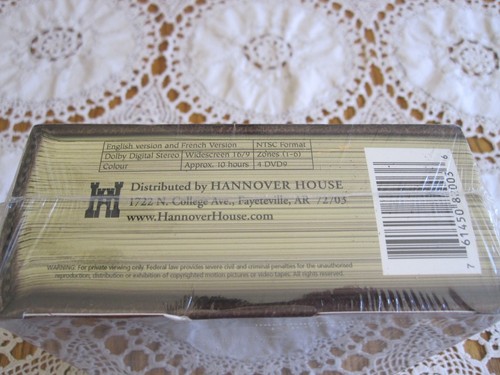 English version and French Version NTSC Format
Dolby Digital Stereo Widescreen 16/9 Zones (1-6)
Colour Approx. 10 hours 4 DVD9
Distributed by HANNOVER HOUSE
1722 N. College Ave., Fayeteville, AR 72703
www.HannoverHouse.com
WARNING: For private viewing only. Federal law provides severe civil and criminal penalties for the unauthorised
reproduction, distribution or exhibition of copyrighted motion pictures or video tapes. All rights reserved.